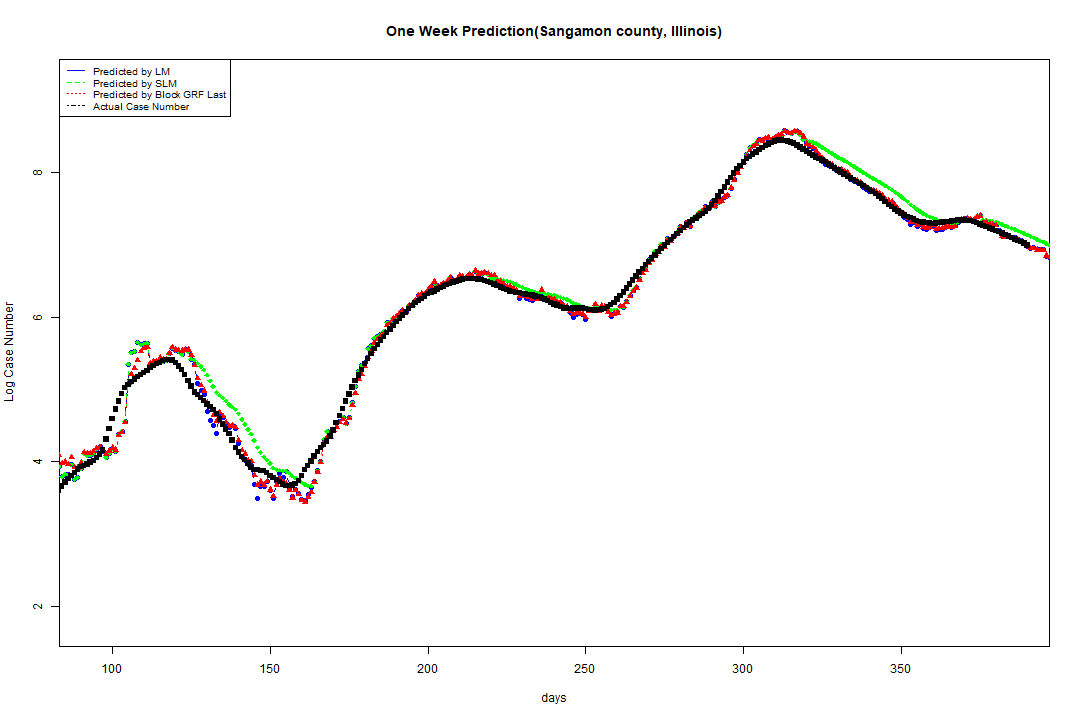 One Week Prediction(Sangamon county, Illinois)
Predicted by LM
Predicted by SLM
Predicted by Block GRF Last
Actual Case Number
8
6
4
2
Log Case Number
100 150 200 250 300 350
days